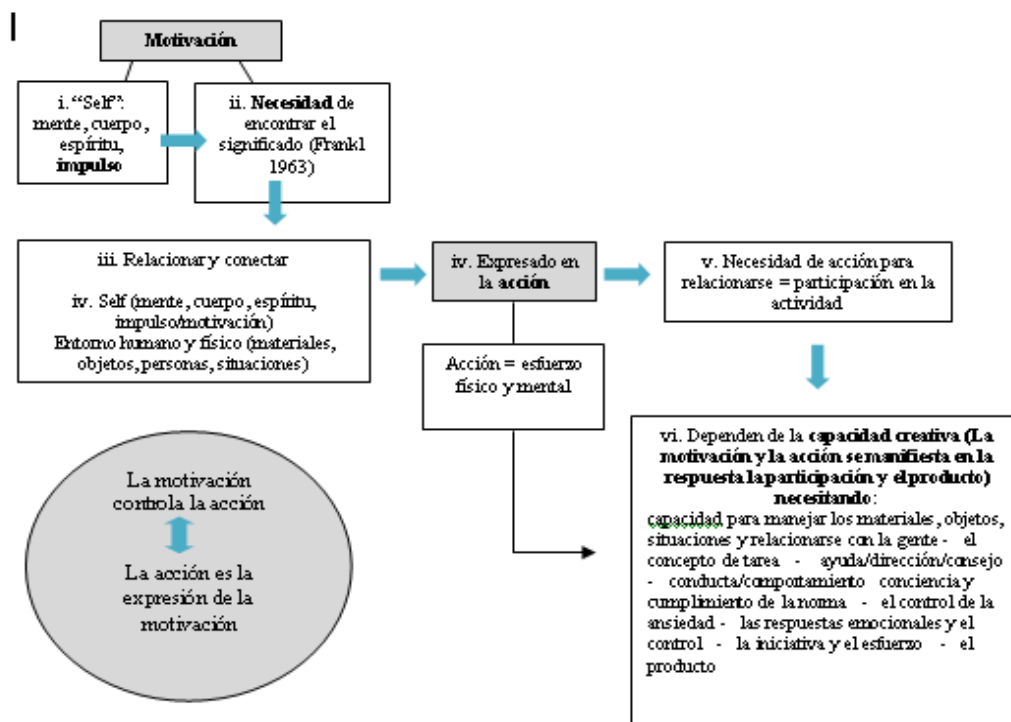 Motivación
i. “Self”:
mente, cuerpo,
espíritu,
impulso
ii. Necesidad de
encontrar el
significado (Frankl
1963)
iii. Relacionar y conectar
iv. Self (mente, cuerpo, espíritu,
impulso/motivación)
Entorno humano y físico (materiales,
objetos, personas, situaciones)
iv. Expresado en
la acción
v. Necesidad de acción para
relacionarse = participación en la
actividad
Acción = esfuerzo
físico y mental
vi. Dependen de la capacidad creativa (La
motivación y la acción se manifiesta en la
respuesta la participación y el producto)
necesitando:
capacidad para manejar los materiales, objetos,
situaciones y relacionarse con la gente - el
concepto de tarea - ayuda/dirección/consejo
- conducta/comportamiento conciencia y
cumplimiento de la norma - el control de la
ansiedad - las respuestas emocionales y el
control - la iniciativa y el esfuerzo - el
producto
La motivación
controla la acción
La acción es la
expresión de la
motivación